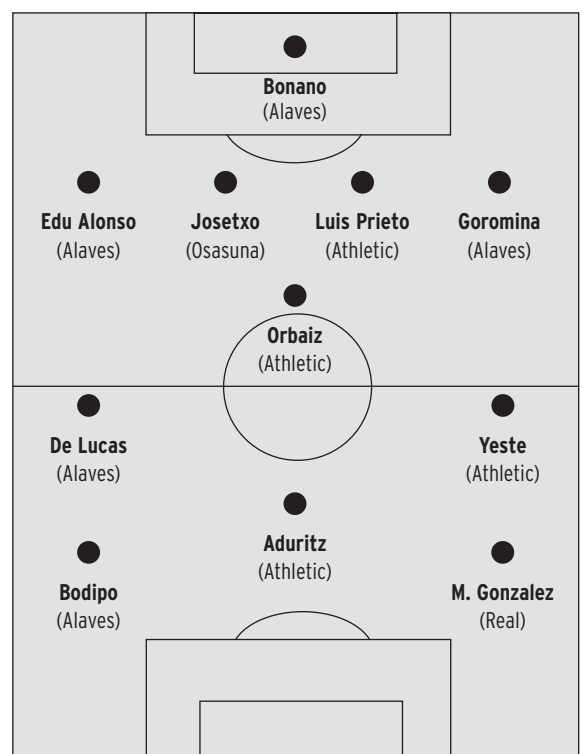 Bonano
(Alaves)
Edu Alonso
(Alaves)
Josetxo
(Osasuna)
Luis Prieto
(Athletic)
Goromina
(Alaves)
Orbaiz
(Athletic)
De Lucas
(Alaves)
Yeste
(Athletic)
Aduritz
(Athletic)
Bodipo
(Alaves)
M. Gonzalez
(Real)